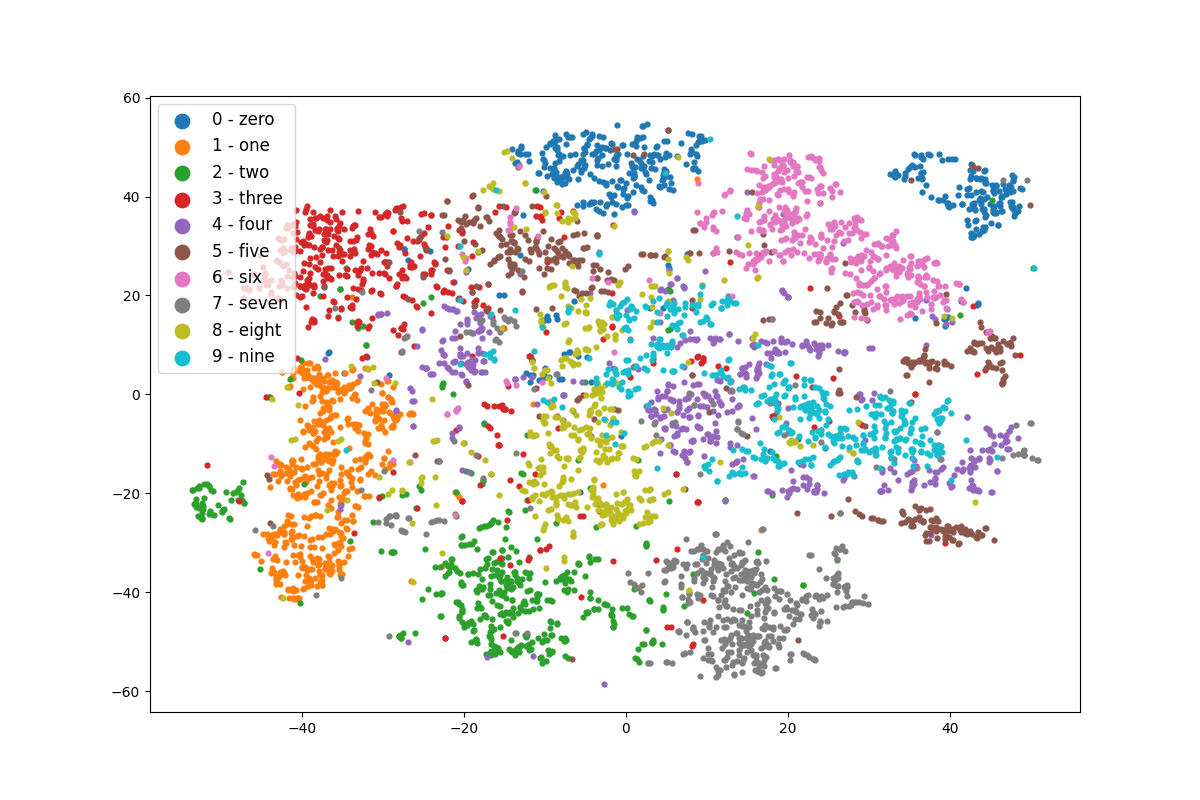 60
40
20
0
−20
−40
−60
−40
−20
0
20
40
0 - zero
1 - one
2 - two
3 - three
4 - four
5 - five
6 - six
7 - seven
8 - eight
9 - nine